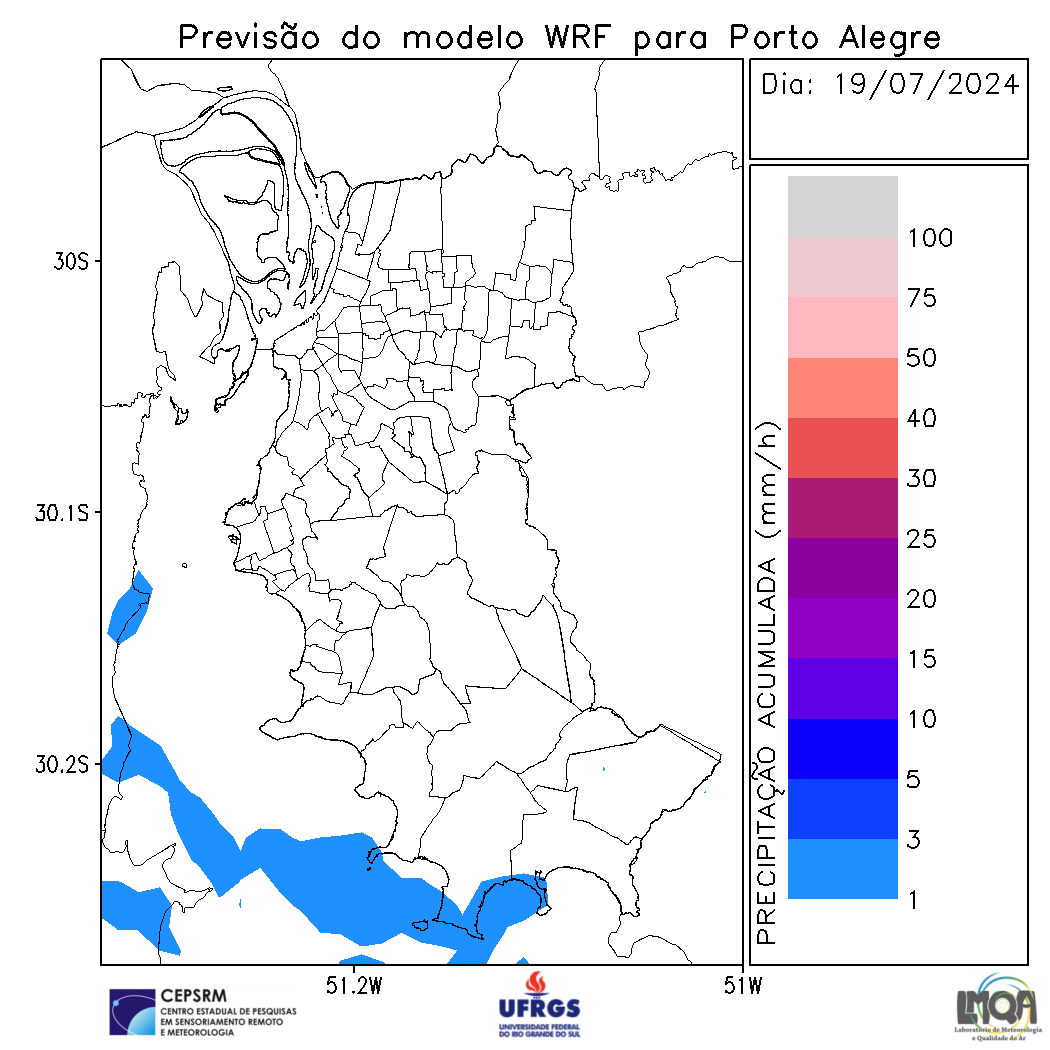 Previsão do modelo WRF para Porto Alegre
Dia: 19/07/2024
30S
30.1S
30.2S
51.2W
51W
PRECIPITAÇÃO ACUMULADA (mm/h)
100
75
50
40
30
25
20
15
10
5
3
1
CEPSRM
CENTRO ESTADUAL DE PESQUISAS
EM SENSORIAMENTO REMOTO
E METEOROLOGIA
UFRGS
UNIVERSIDADE FEDERAL
DO RIO GRANDE DO SUL
LMQA
Laboratório de Meteorologia
e Qualidade do Ar